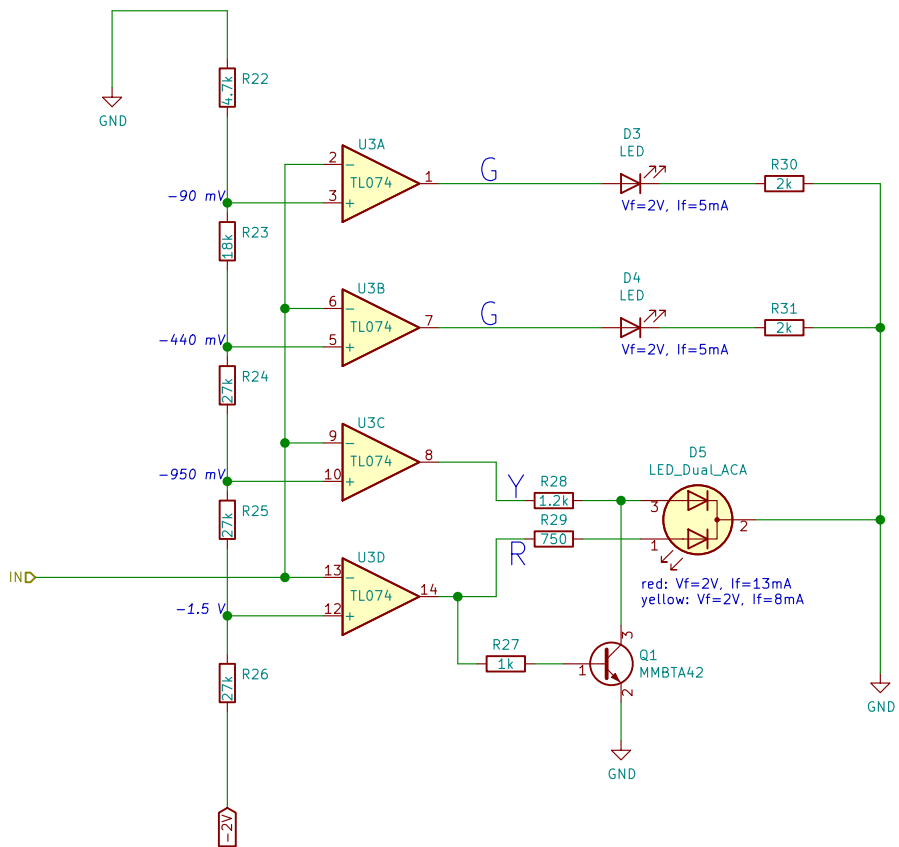 R22
4.7k
GND
U3A
2
TL074
1
3
-90 mV
G
D3
LED
Vf=2V, If=5mA
R30
2k
R23
18k
U3B
6
TL074
7
5
-440 mV
G
D4
LED
Vf=2V, If=5mA
R31
2k
R24
27k
U3C
9
TL074
8
10
-950 mV
Y
R28
1.2k
R29
750
R
D5
LED_Dual_ACA
3
2
1
red: Vf=2V, If=13mA
yellow: Vf=2V, If=8mA
R25
27k
IN
U3D
13
TL074
14
12
-1.5 V
R27
1k
Q1
MMBTA42
3
1
2
GND
R26
27k
GND
-2V